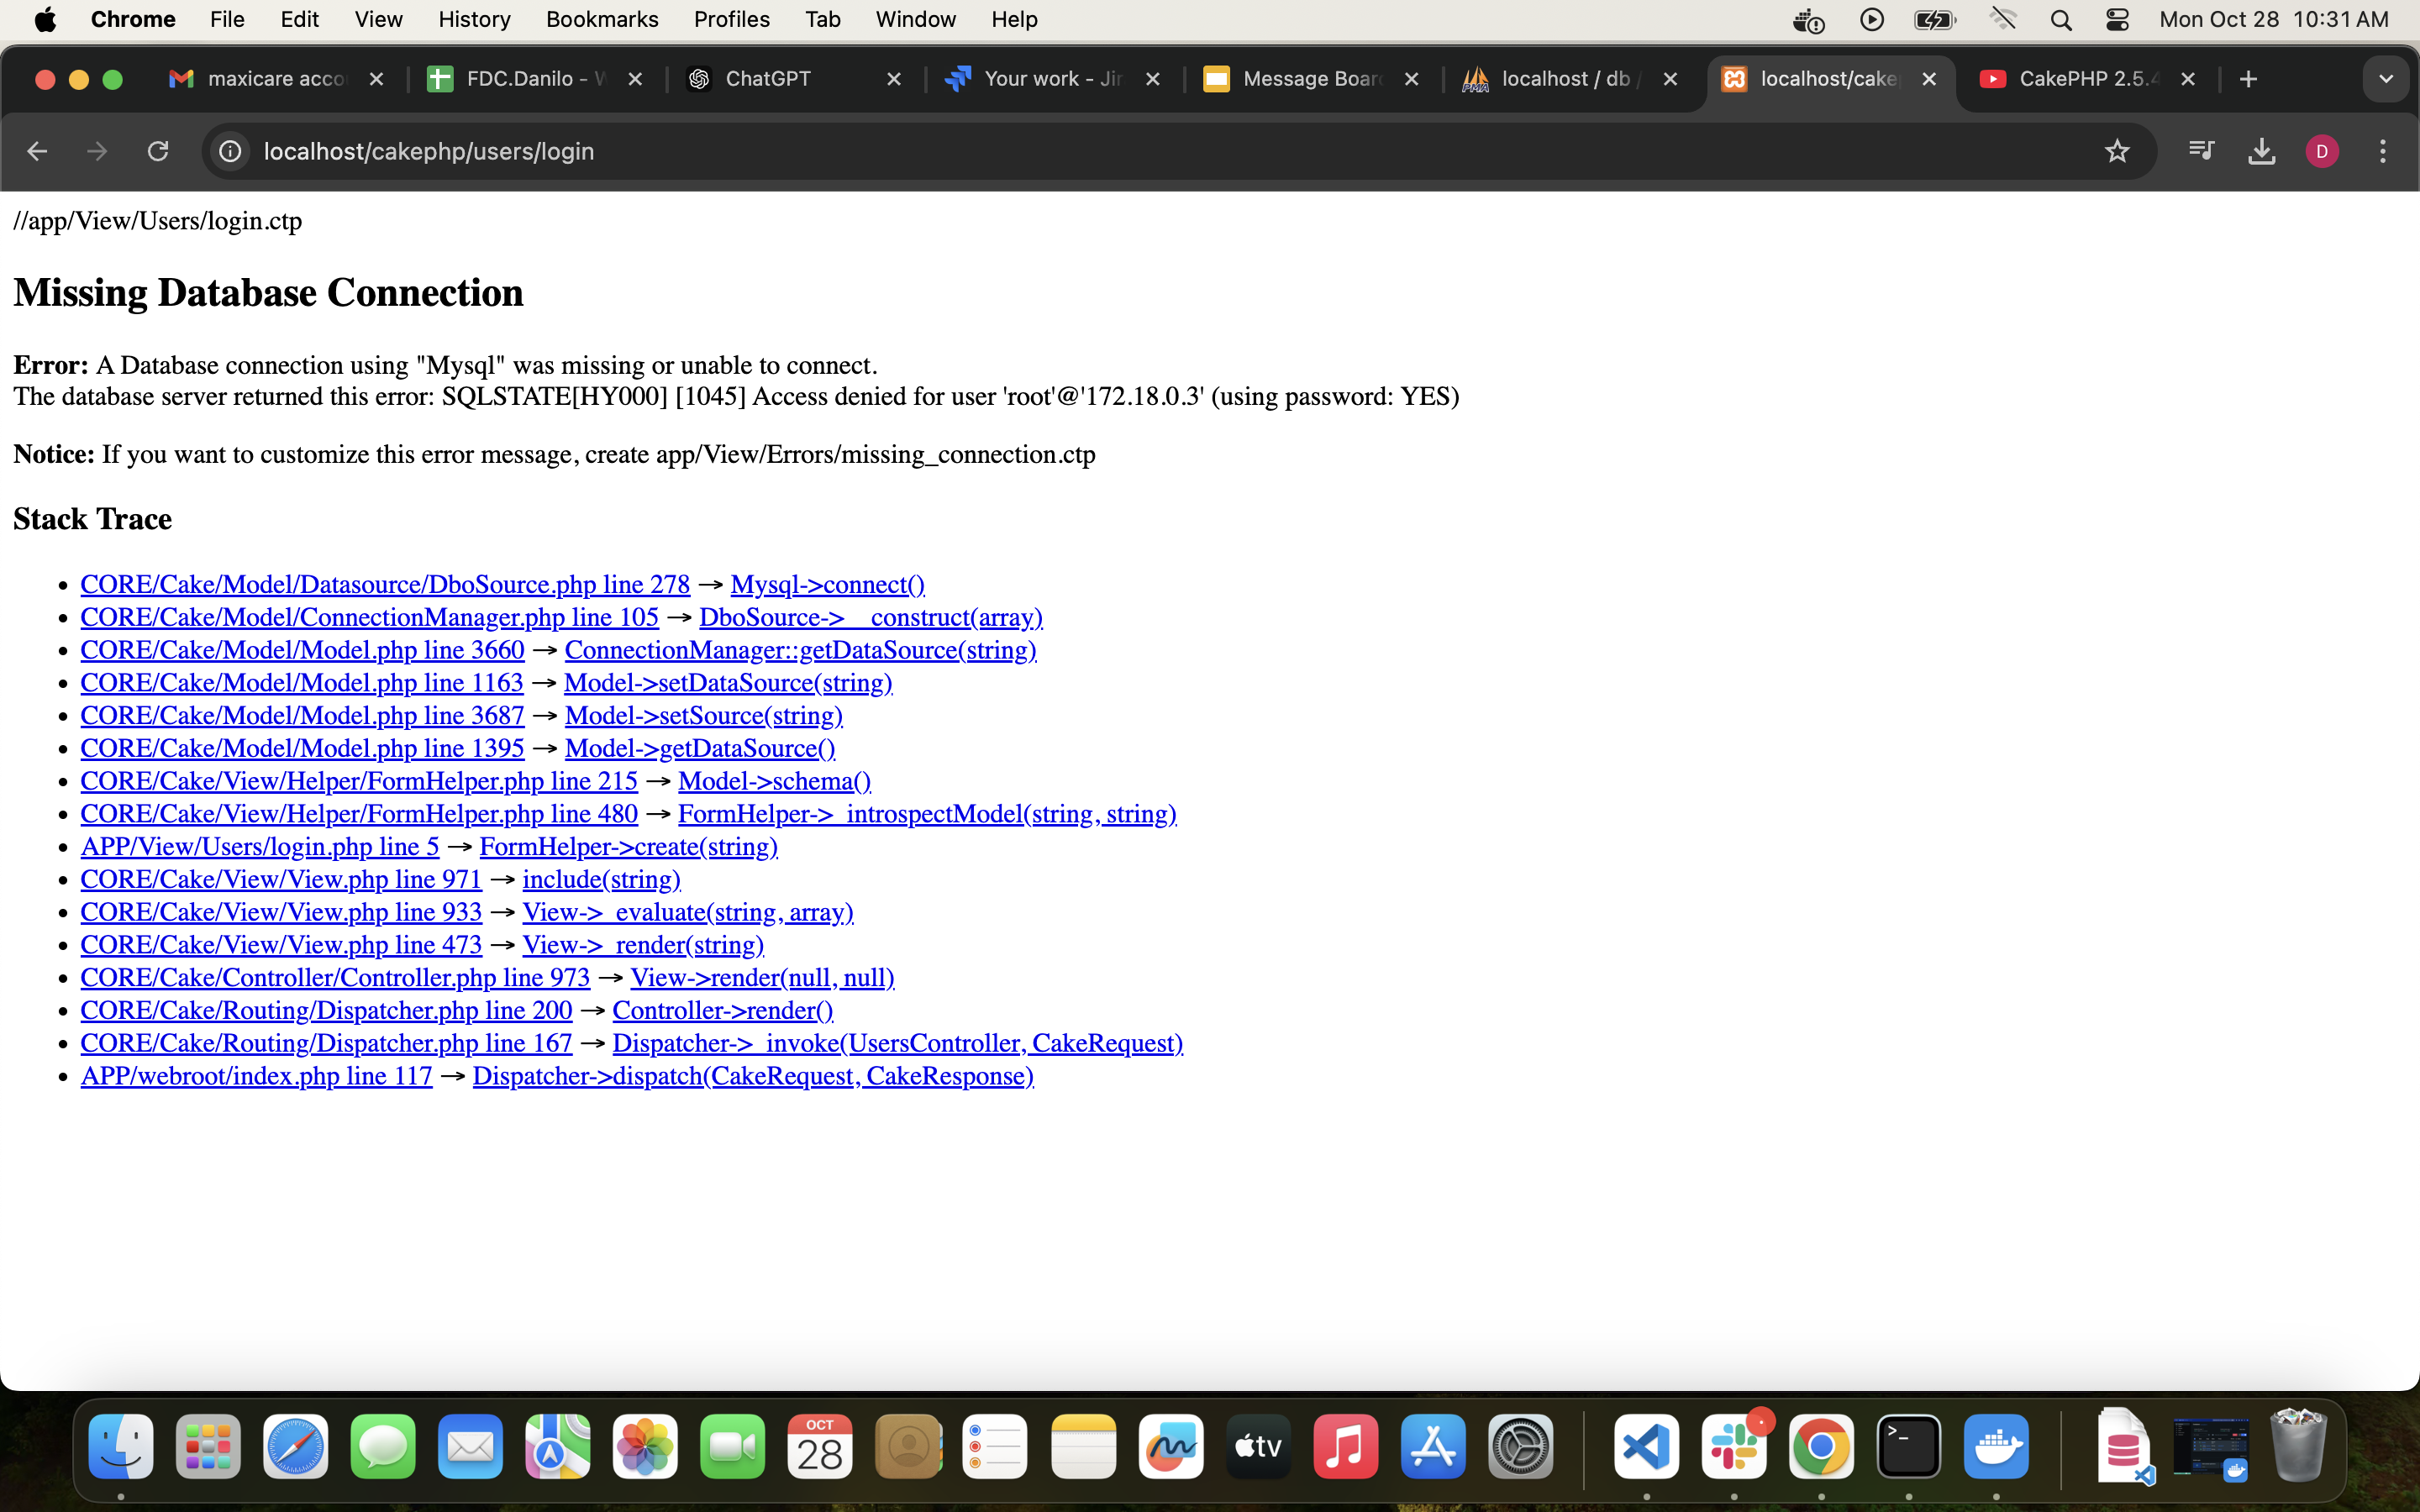 Chrome File Edit View History Bookmarks Profiles Tab Window Help Mon Oct 28 10:31 AM
maxicare acco FDC.Danilo - W ChatGPT Your work - Jir Message Boar localhost / db / localhost/cake CakePHP 2.5.4
localhost/cakephp/users/login D
//app/View/Users/login.ctp
Missing Database Connection
Error: A Database connection using "Mysql" was missing or unable to connect.
The database server returned this error: SQLSTATE[HY000] [1045] Access denied for user 'root'@'172.18.0.3' (using password: YES)
Notice: If you want to customize this error message, create app/View/Errors/missing_connection.ctp
Stack Trace
• CORE/Cake/Model/Datasource/DboSource.php line 278 → Mysql->connect()
• CORE/Cake/Model/ConnectionManager.php line 105 → DboSource->__construct(array)
• CORE/Cake/Model/Model.php line 3660 → ConnectionManager::getDataSource(string)
• CORE/Cake/Model/Model.php line 1163 → Model->setDataSource(string)
• CORE/Cake/Model/Model.php line 3687 → Model->setSource(string)
• CORE/Cake/Model/Model.php line 1395 → Model->getDataSource()
• CORE/Cake/View/Helper/FormHelper.php line 215 → Model->schema()
• CORE/Cake/View/Helper/FormHelper.php line 480 → FormHelper->_introspectModel(string, string)
• APP/View/Users/login.php line 5 → FormHelper->create(string)
• CORE/Cake/View/View.php line 971 → include(string)
• CORE/Cake/View/View.php line 933 → View->_evaluate(string, array)
• CORE/Cake/View/View.php line 473 → View->_render(string)
• CORE/Cake/Controller/Controller.php line 973 → View->render(null, null)
• CORE/Cake/Routing/Dispatcher.php line 200 → Controller->render()
• CORE/Cake/Routing/Dispatcher.php line 167 → Dispatcher->_invoke(UsersController, CakeRequest)
• APP/webroot/index.php line 117 → Dispatcher->dispatch(CakeRequest, CakeResponse)
OCT
28
tv